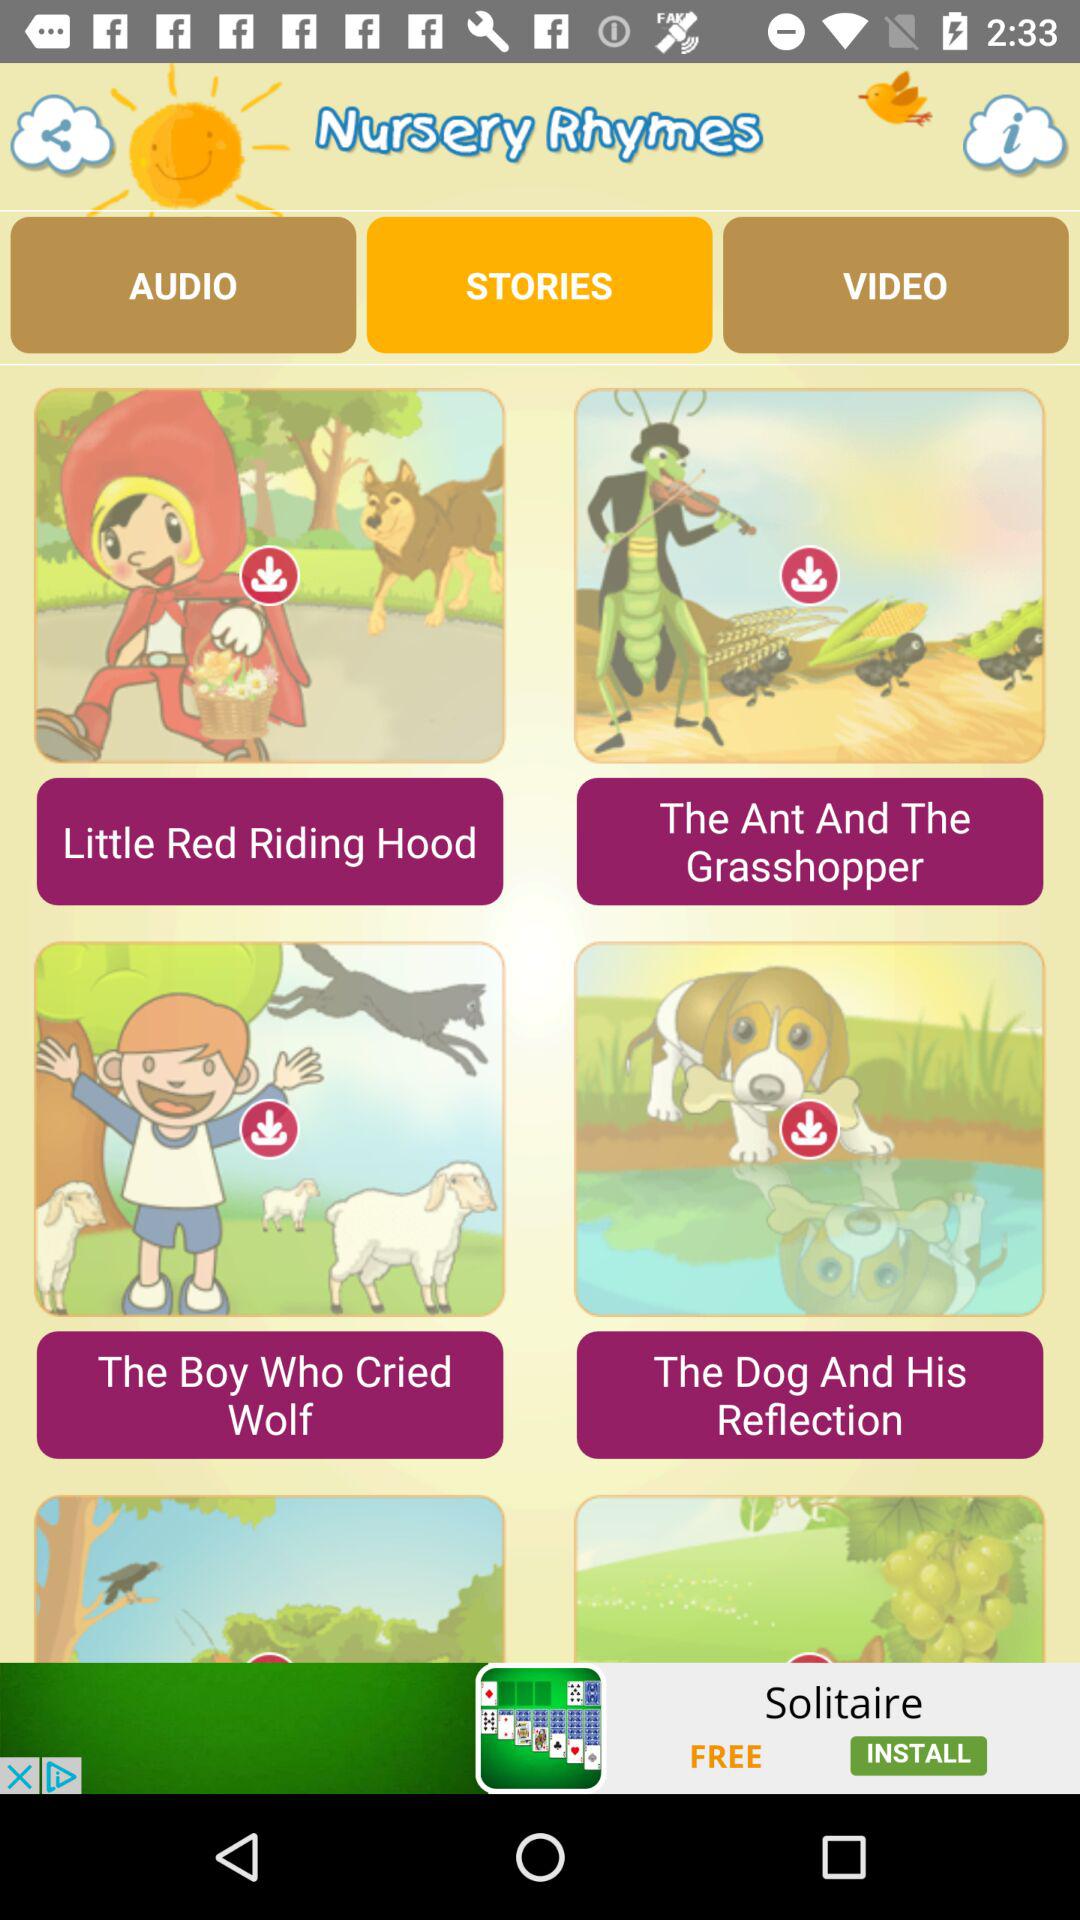 FAKE
2:33
Nursery Rhymes
AUDIO
STORIES
VIDEO
Little Red Riding Hood
The Ant And The
Grasshopper
The Boy Who Cried
Wolf
The Dog And His
Reflection
Solitaire
FREE
INSTALL